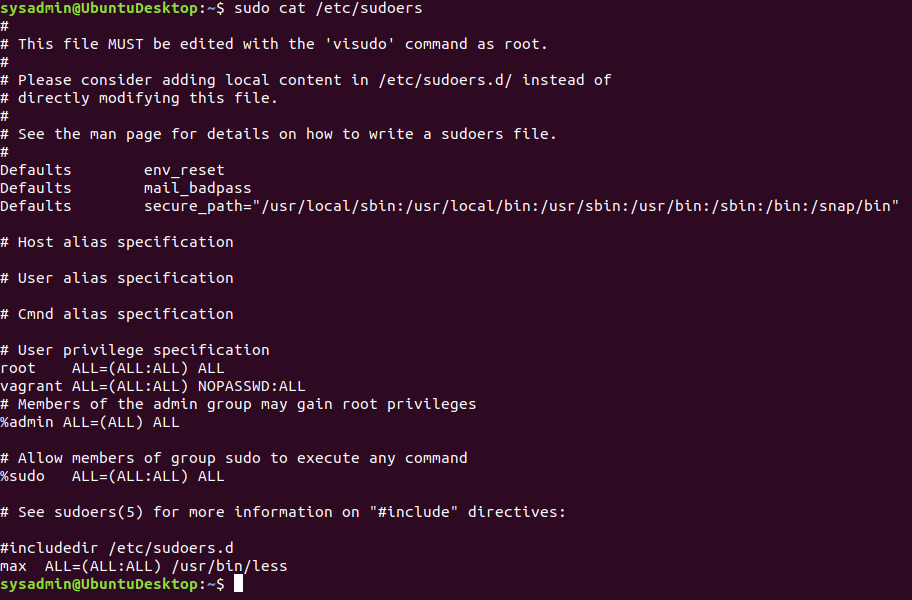 sysadmin@UbuntuDesktop:~$ sudo cat /etc/sudoers
#
# This file MUST be edited with the 'visudo' command as root.
#
# Please consider adding local content in /etc/sudoers.d/ instead of
# directly modifying this file.
#
# See the man page for details on how to write a sudoers file.
#
Defaults        env_reset
Defaults        mail_badpass
Defaults        secure_path="/usr/local/sbin:/usr/local/bin:/usr/sbin:/usr/bin:/sbin:/bin:/snap/bin"

# Host alias specification

# User alias specification

# Cmnd alias specification

# User privilege specification
root    ALL=(ALL:ALL) ALL
vagrant ALL=(ALL:ALL) NOPASSWD:ALL
# Members of the admin group may gain root privileges
%admin ALL=(ALL) ALL

# Allow members of group sudo to execute any command
%sudo   ALL=(ALL:ALL) ALL

# See sudoers(5) for more information on "#include" directives:

#includedir /etc/sudoers.d
max  ALL=(ALL:ALL) /usr/bin/less
sysadmin@UbuntuDesktop:~$